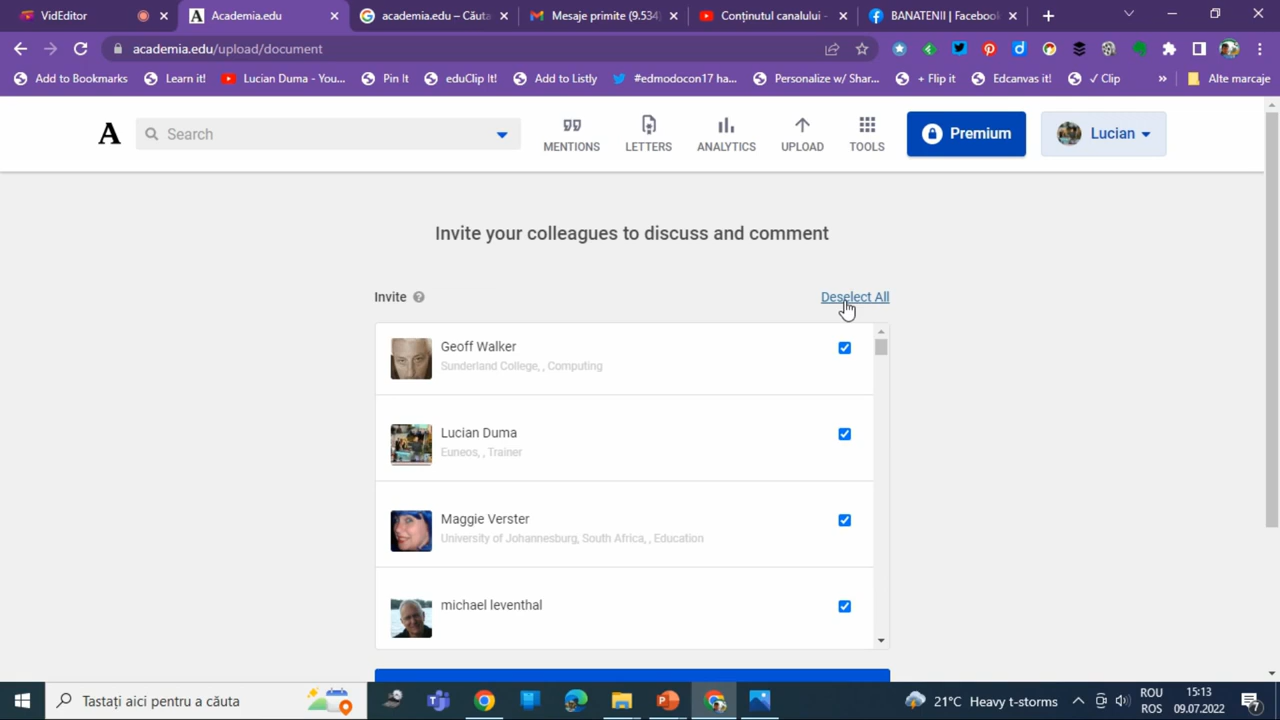 VidEditor
Academia.edu
academia.edu – Căuta
Mesaje primite (9.534)
Conținutul canalului -
BANATENII | Facebook
academia.edu/upload/document
Add to Bookmarks
Learn it!
Lucian Duma - You...
Pin It
eduClip It!
Add to Listly
#edmodocon17 ha...
Personalize w/ Shar...
+ Flip it
Edcanvas it!
✓ Clip
»
Alte marcaje
A
Search
MENTIONS
LETTERS
ANALYTICS
UPLOAD
TOOLS
Premium
Lucian
Invite your colleagues to discuss and comment
Invite
Deselect All
Geoff Walker
Sunderland College, , Computing
Lucian Duma
Euneos, , Trainer
Maggie Verster
University of Johannesburg, South Africa, , Education
michael leventhal
Tastați aici pentru a căuta
21°C Heavy t-storms
ROU
ROS
15:13
09.07.2022
7